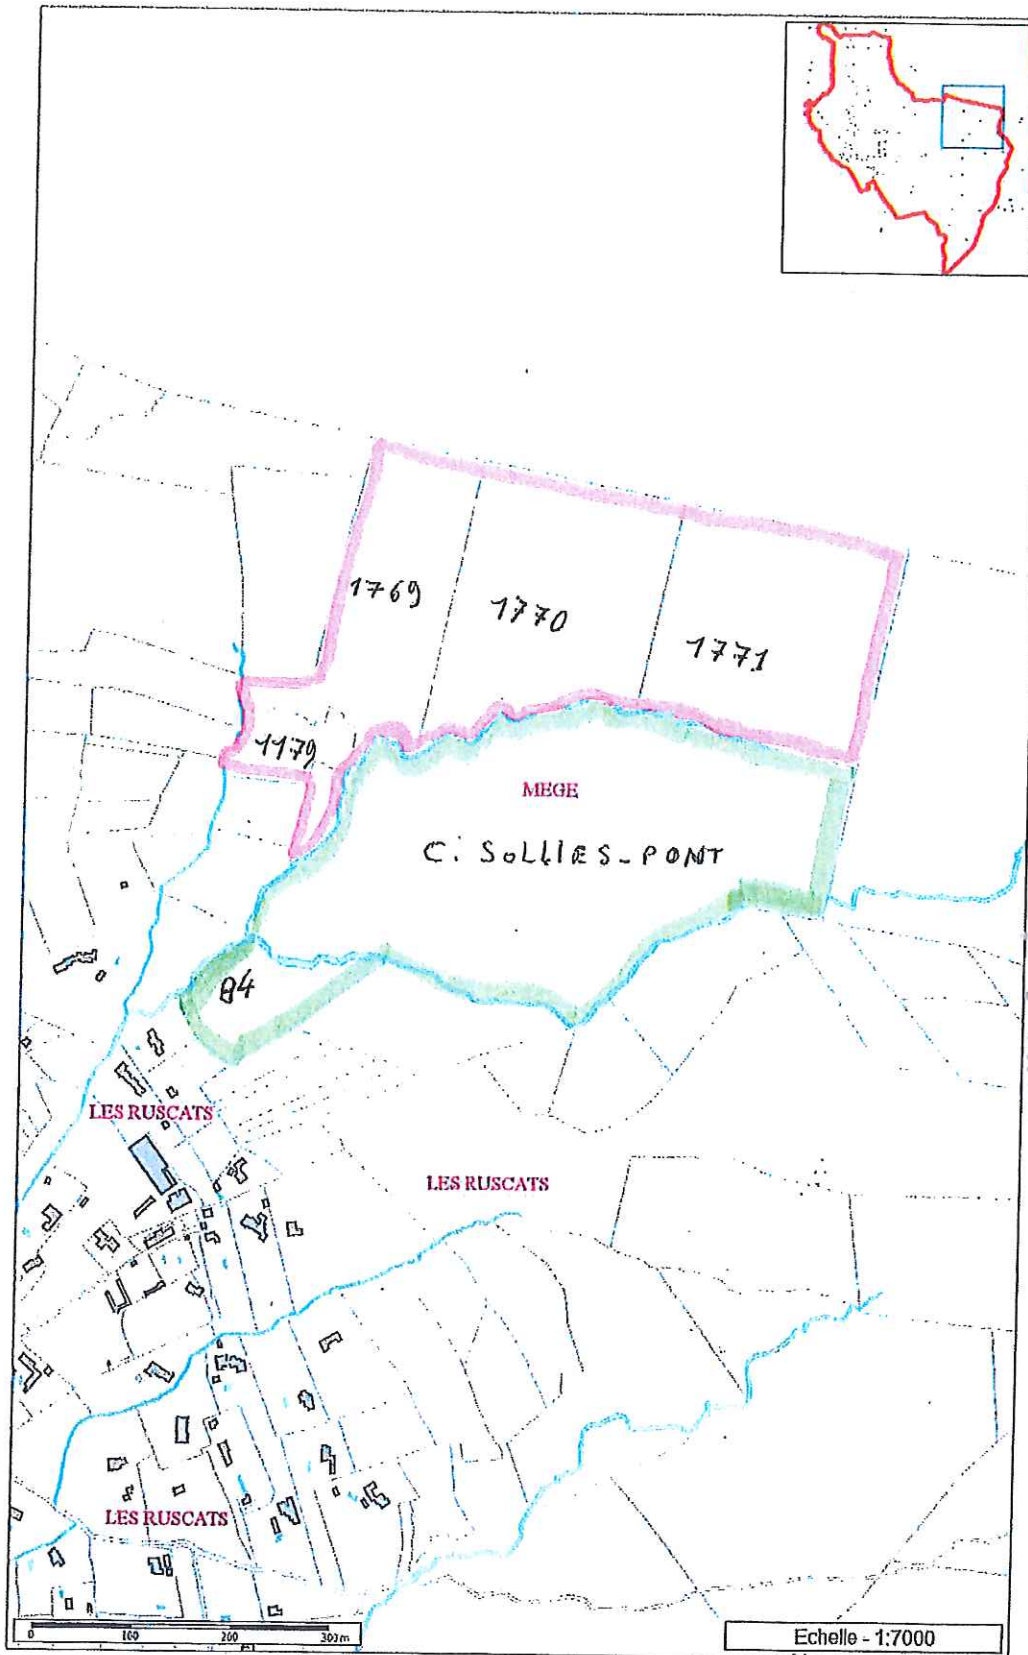 1769
1770
1771
1179
MEGE
C. SOLLIES-PONT
84
LES RUSCATS
LES RUSCATS
LES RUSCATS
0 100 200 300 m
Echelle - 1:7000